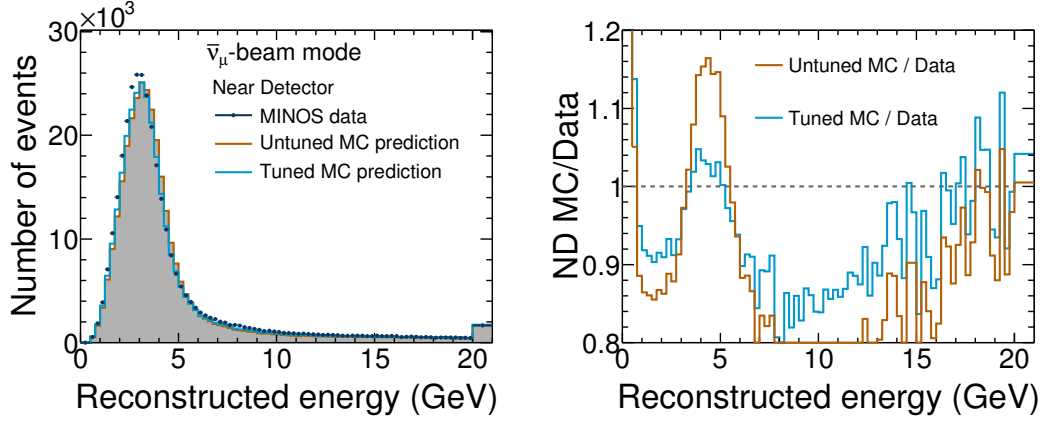 ×10³
30
20
10
0
Number of events
ν̅μ-beam mode
Near Detector
MINOS data
Untuned MC prediction
Tuned MC prediction
0 5 10 15 20
Reconstructed energy (GeV)
1.2
1.1
1
0.9
0.8
ND MC/Data
Untuned MC / Data
Tuned MC / Data
0 5 10 15 20
Reconstructed energy (GeV)